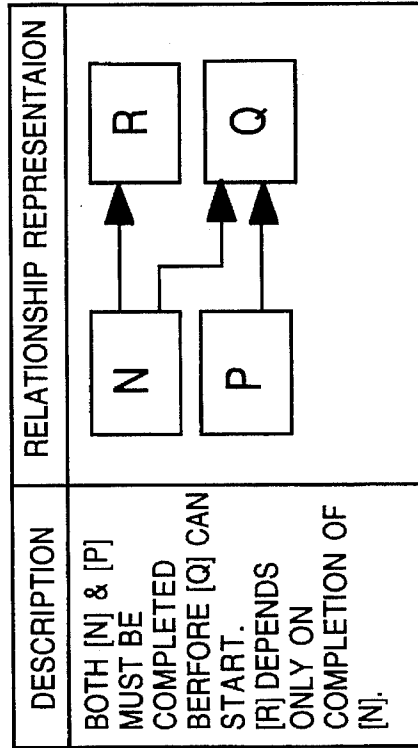 DESCRIPTION
RELATIONSHIP REPRESENTAION
BOTH [N] & [P]
MUST BE
COMPLETED
BERFORE [Q] CAN
START.
[R] DEPENDS
ONLY ON
COMPLETION OF
[N].
N
R
P
Q